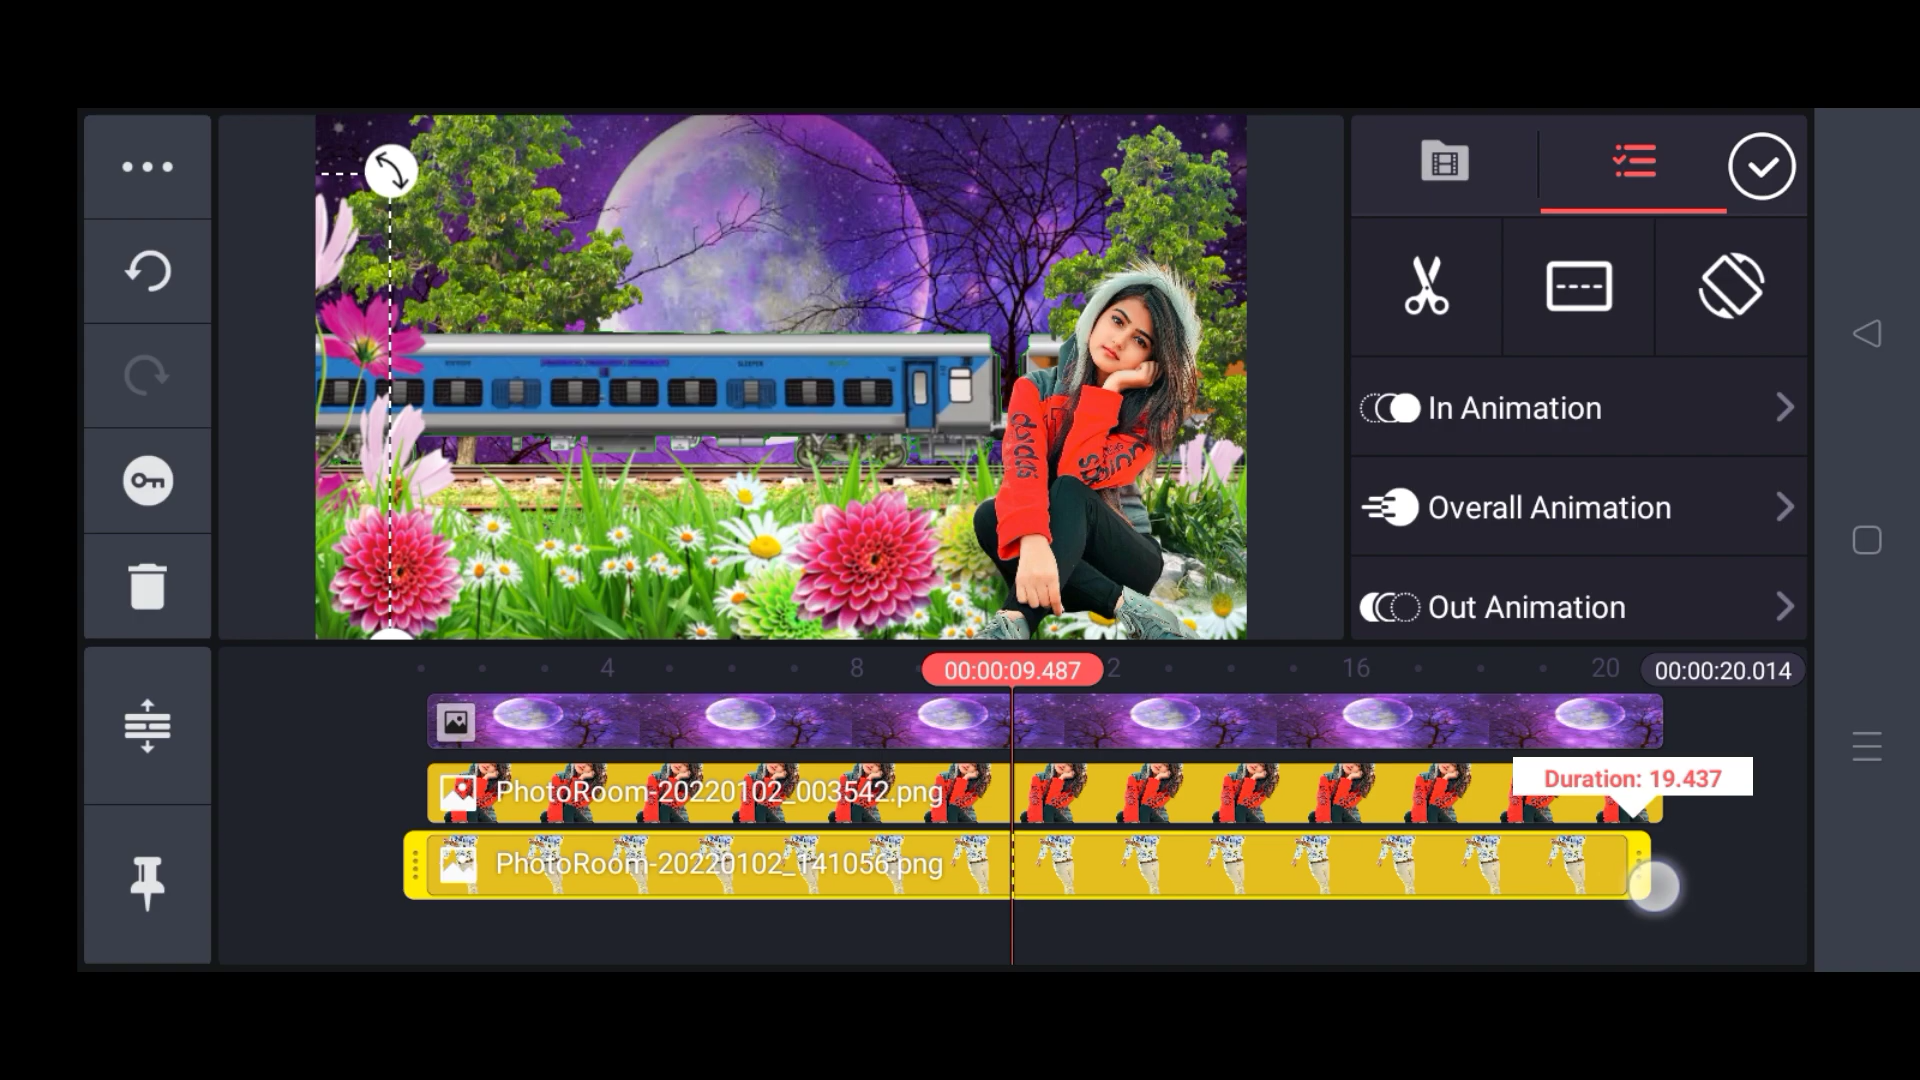 In Animation
Overall Animation
Out Animation
4
8
00:00:09.487
2
16
20
00:00:20.014
PhotoRoom-20220102_003542.png
Duration: 19.437
PhotoRoom-20220102_141056.png